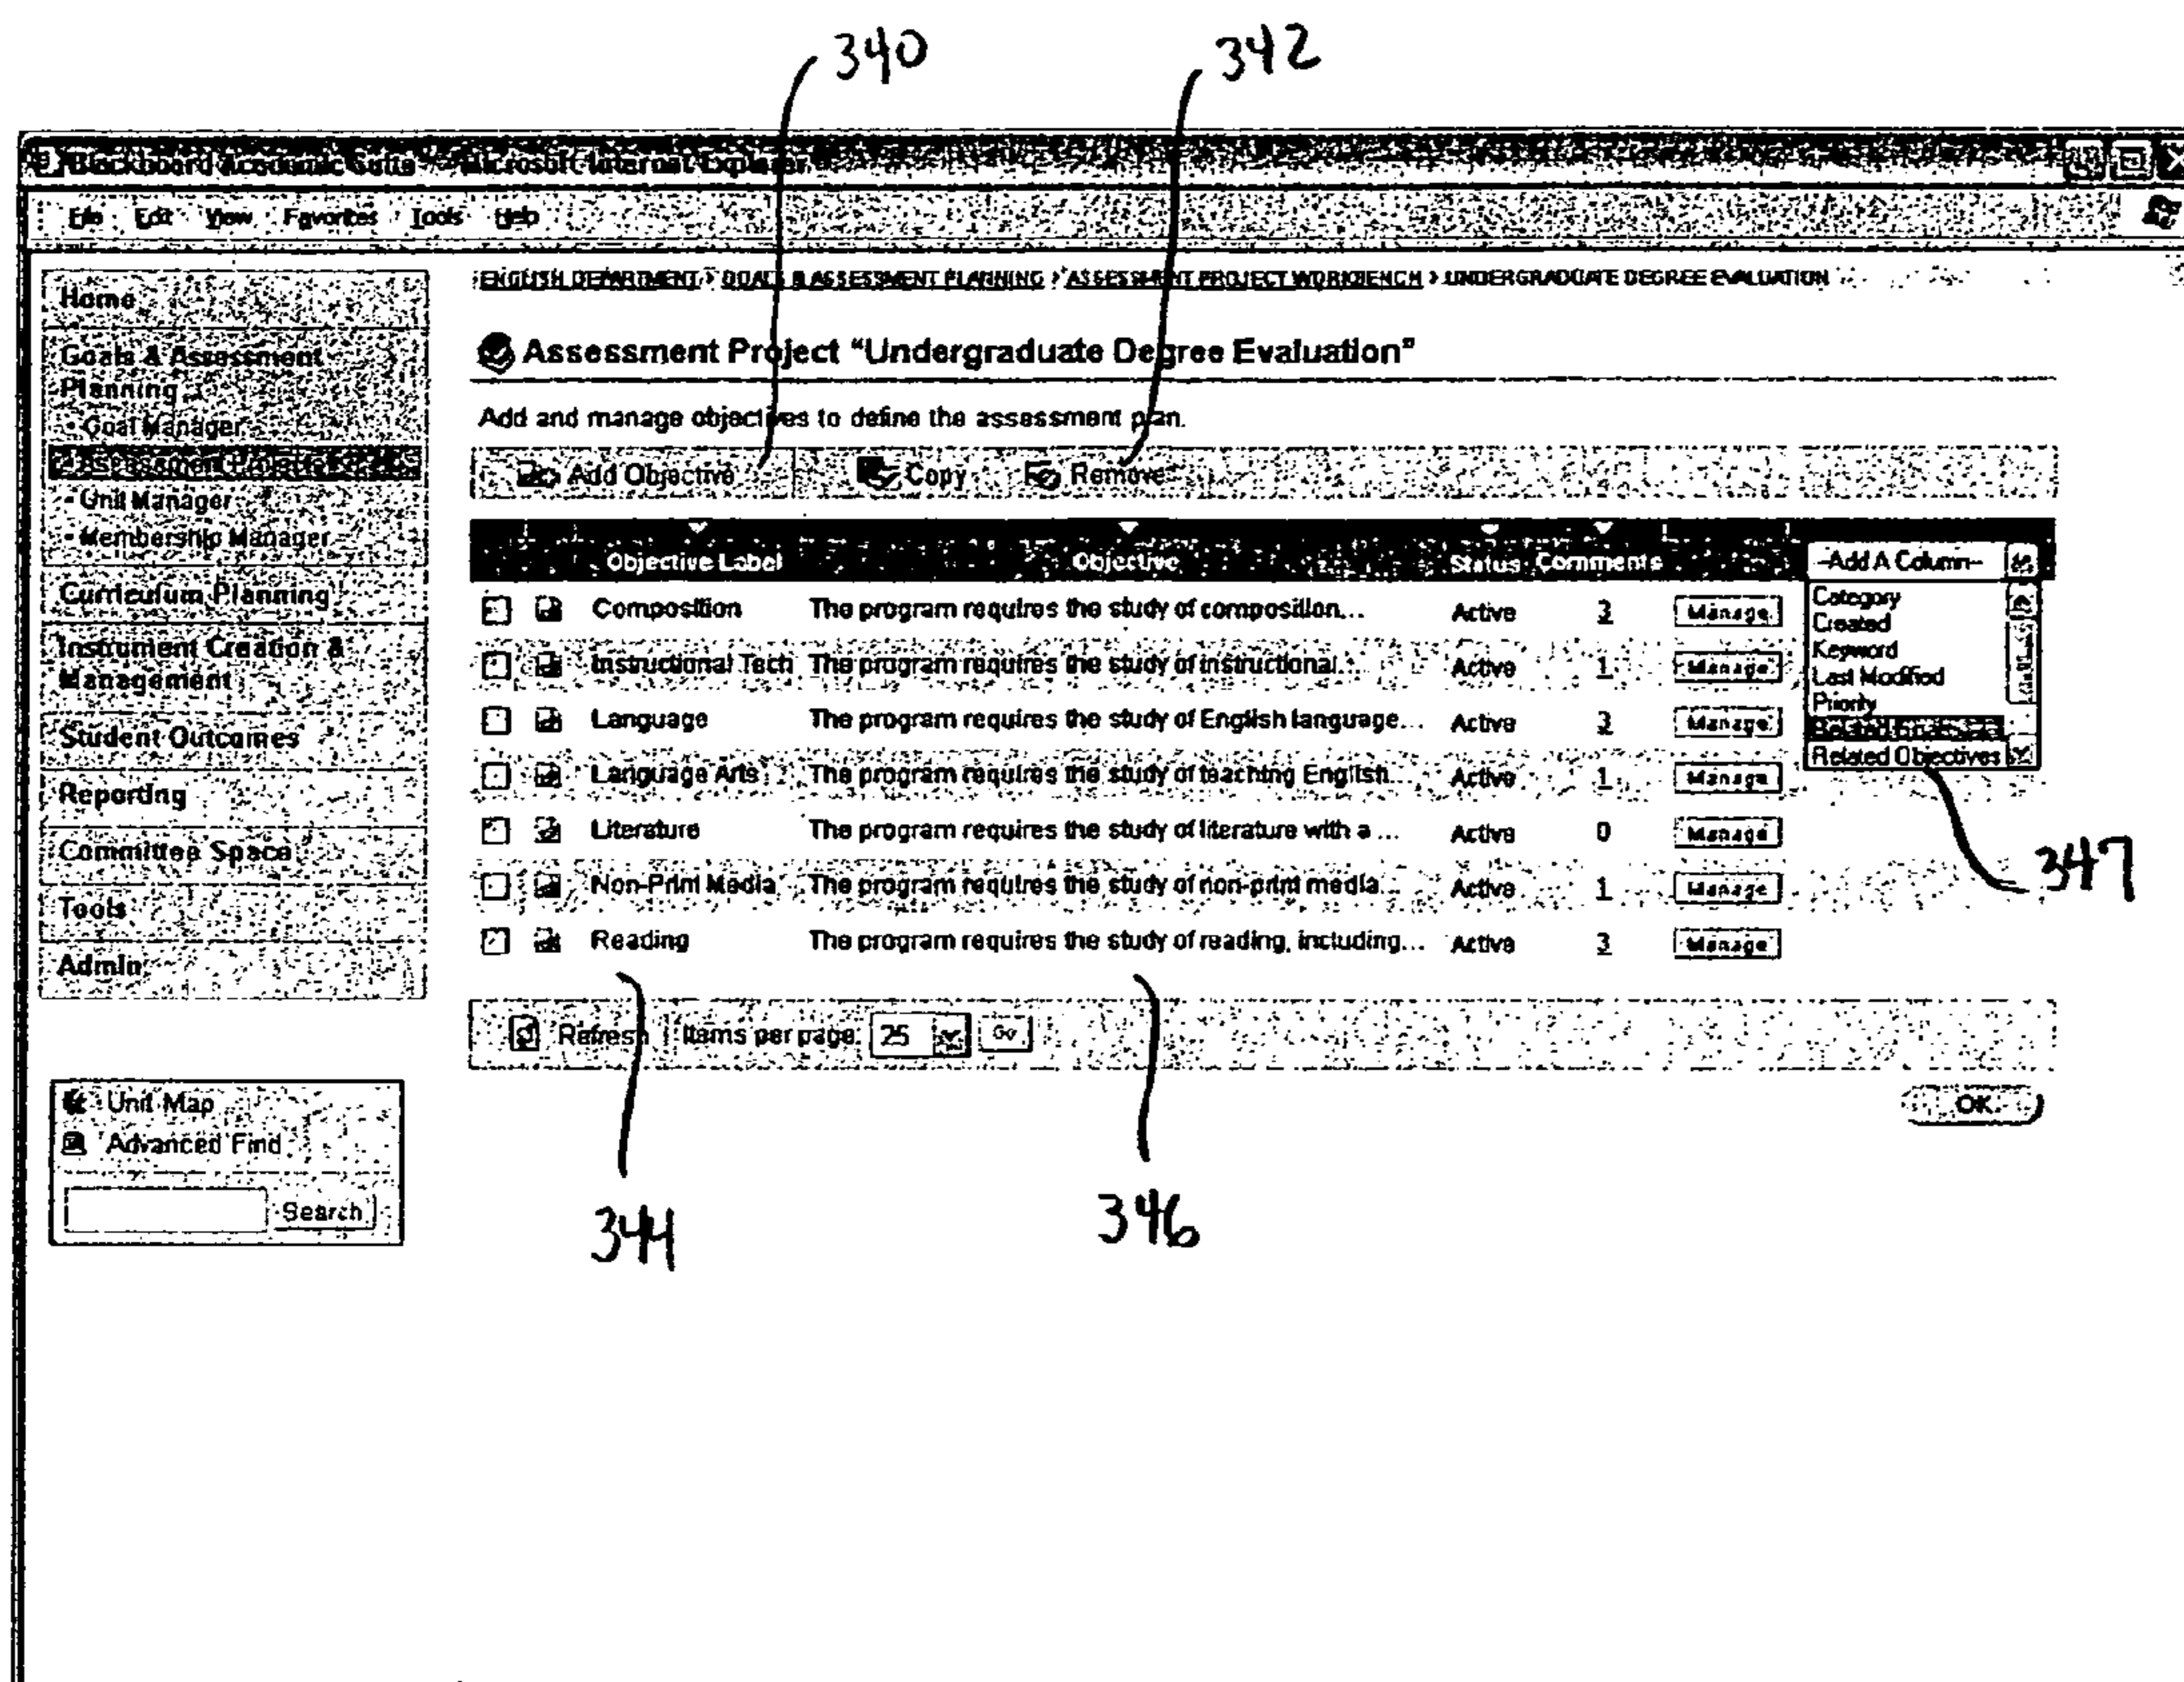 340 342
Blackboard Academic Suite - Microsoft Internet Explorer
File Edit View Favorites Tools Help
ENGLISH DEPARTMENT > GOALS & ASSESSMENT PLANNING > ASSESSMENT PROJECT WORKBENCH > UNDERGRADUATE DEGREE EVALUATION
Home
Goals & Assessment
Planning
- Goal Manager
- Assessment Projects
- Unit Manager
- Membership Manager
Curriculum Planning
Instrument Creation &
Management
Student Outcomes
Reporting
Committee Space
Tools
Admin
Unit Map
Advanced Find
Search
Assessment Project "Undergraduate Degree Evaluation"
Add and manage objectives to define the assessment plan.
Add Objective Copy Remove
Objective Label Objective Status Comments -Add A Column-
Composition The program requires the study of composition... Active 3 Manage
Instructional Tech The program requires the study of instructional... Active 1 Manage
Language The program requires the study of English language... Active 3 Manage
Language Arts The program requires the study of teaching English... Active 1 Manage
Literature The program requires the study of literature with a ... Active 0 Manage
Non-Print Media The program requires the study of non-print media... Active 1 Manage
Reading The program requires the study of reading, including... Active 3 Manage
Category
Created
Keyword
Last Modified
Priority
Related Objectives
347
Refresh Items per page: 25 Go
OK
344 346